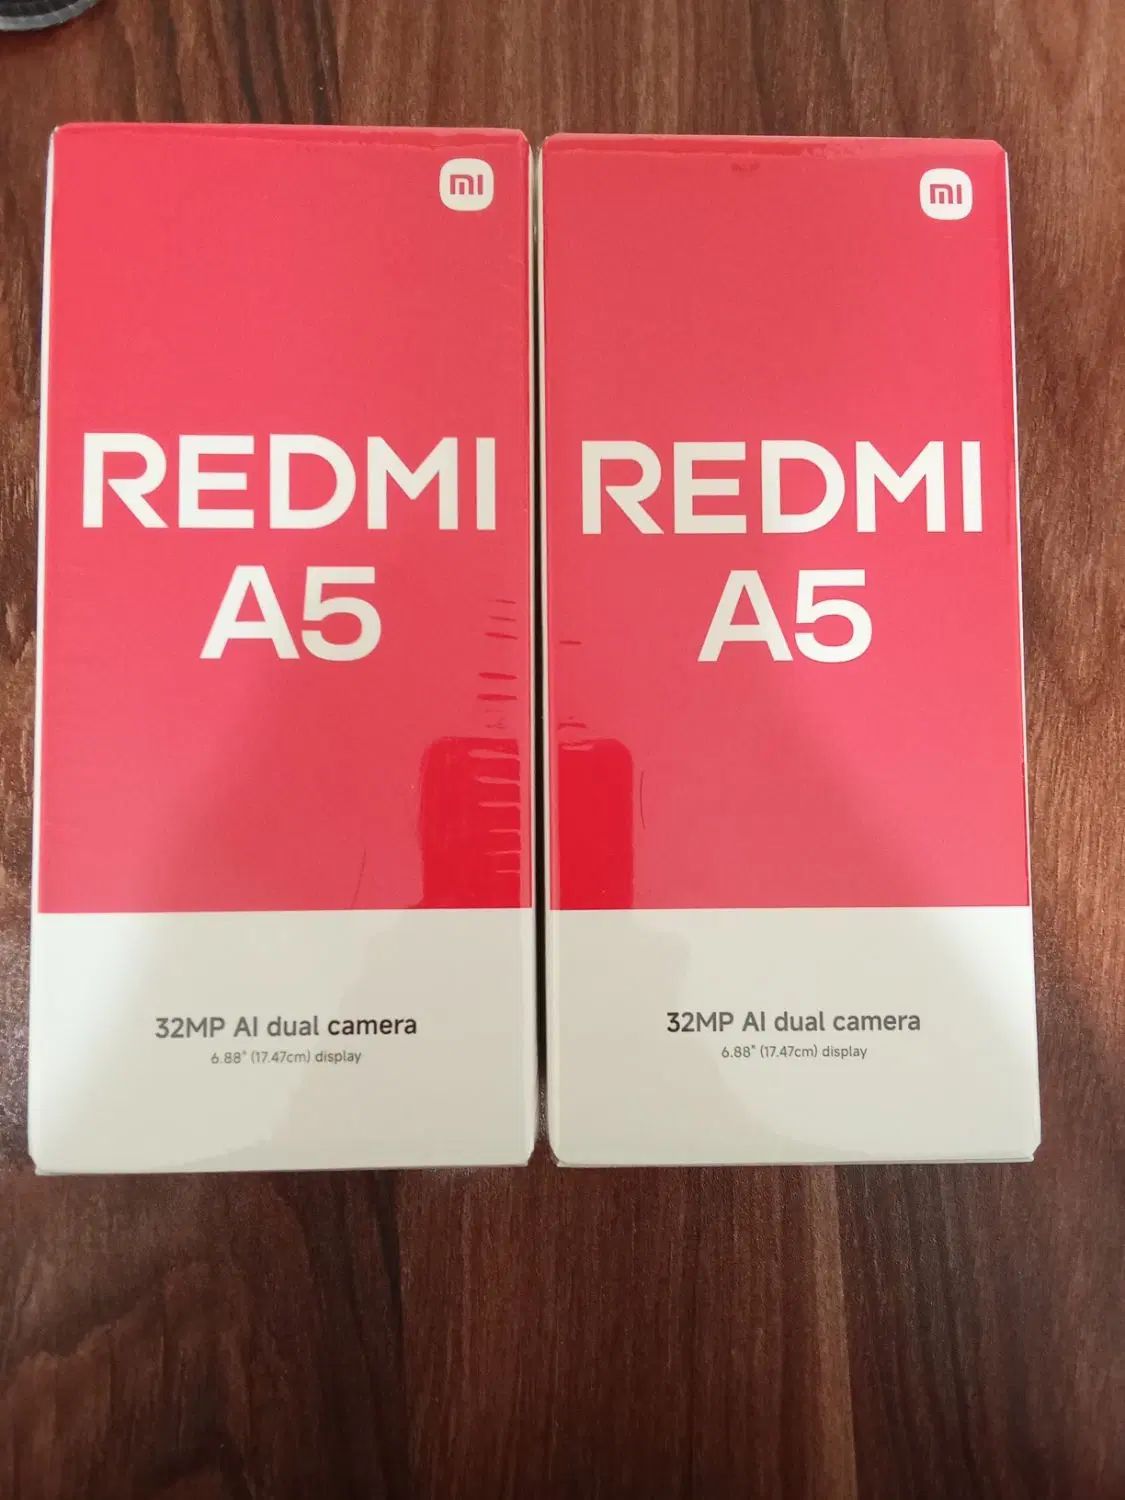 mi
REDMI
A5
32MP AI dual camera
6.88" (17.47cm) display
mi
REDMI
A5
32MP AI dual camera
6.88" (17.47cm) display